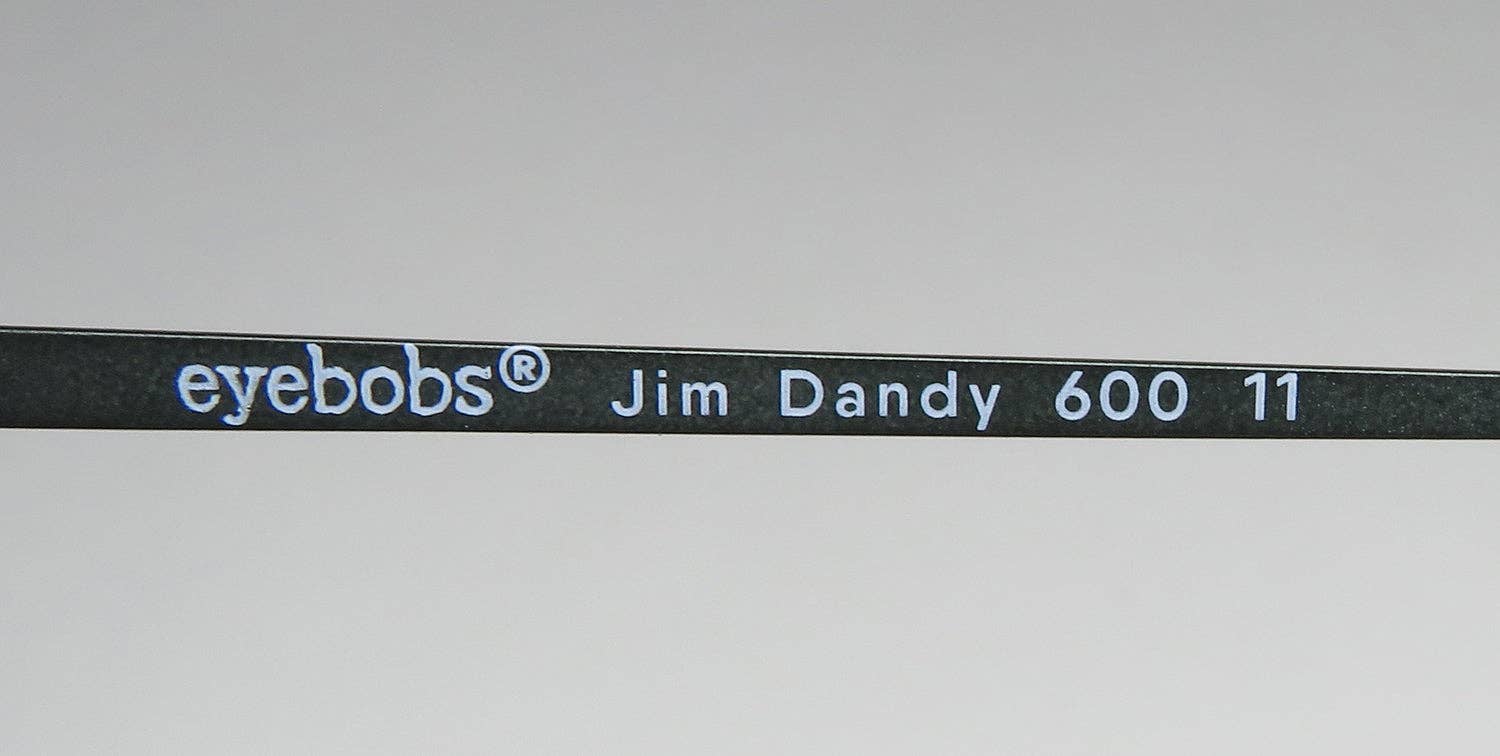 eyebobs® Jim Dandy 600 11